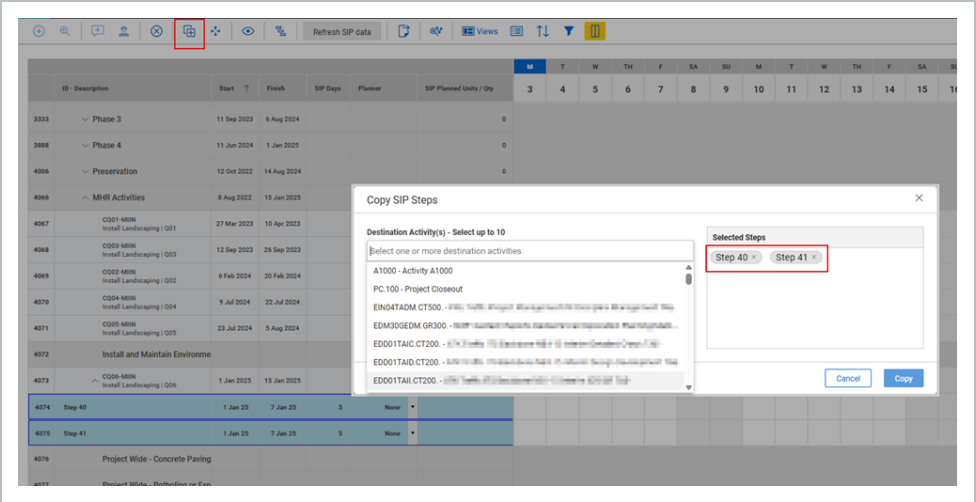 Refresh SIP data
Views
M T W TH F SA SU M T W TH F SA SU
ID - Description Start ↑ Finish SIP Days Planner SIP Planned Units / Qty 3 4 5 6 7 8 9 10 11 12 13 14 15 16
3333 Phase 3 11 Sep 2023 6 Aug 2024 0
3888 Phase 4 11 Jun 2024 1 Jan 2025 0
4006 Preservation 12 Oct 2022 14 Aug 2024 0
4066 MHR Activities 8 Aug 2022 15 Jan 2025
4067 CQ01-MIIN 27 Mar 2023 10 Apr 2023
Install Landscaping | Q01
4068 CQ03-MIIN 12 Sep 2023 26 Sep 2023
Install Landscaping | Q03
4069 CQ02-MIIN 6 Feb 2024 20 Feb 2024
Install Landscaping | Q02
4070 CQ04-MIIN 9 Jul 2024 22 Jul 2024
Install Landscaping | Q04
4071 CQ05-MIIN 23 Jul 2024 5 Aug 2024
Install Landscaping | Q05
4072 Install and Maintain Environme
4073 CQ06-MIIN 1 Jan 2025 15 Jan 2025
Install Landscaping | Q06
4074 Step 40 1 Jan 25 7 Jan 25 5 None
4075 Step 41 1 Jan 25 7 Jan 25 5 None
4076 Project Wide - Concrete Paving
4077 Project Wide - Potholing or Exp
Copy SIP Steps
Destination Activity(s) - Select up to 10
Select one or more destination activities
A1000 - Activity A1000
PC.100 - Project Closeout
EIN04TADM.CT500. -
EDM30GEDM.GR300. -
EDD01TAIC.CT200. -
EDD01TAID.CT200. -
EDD01TAII.CT200. -
Selected Steps
Step 40 × Step 41 ×
Cancel Copy